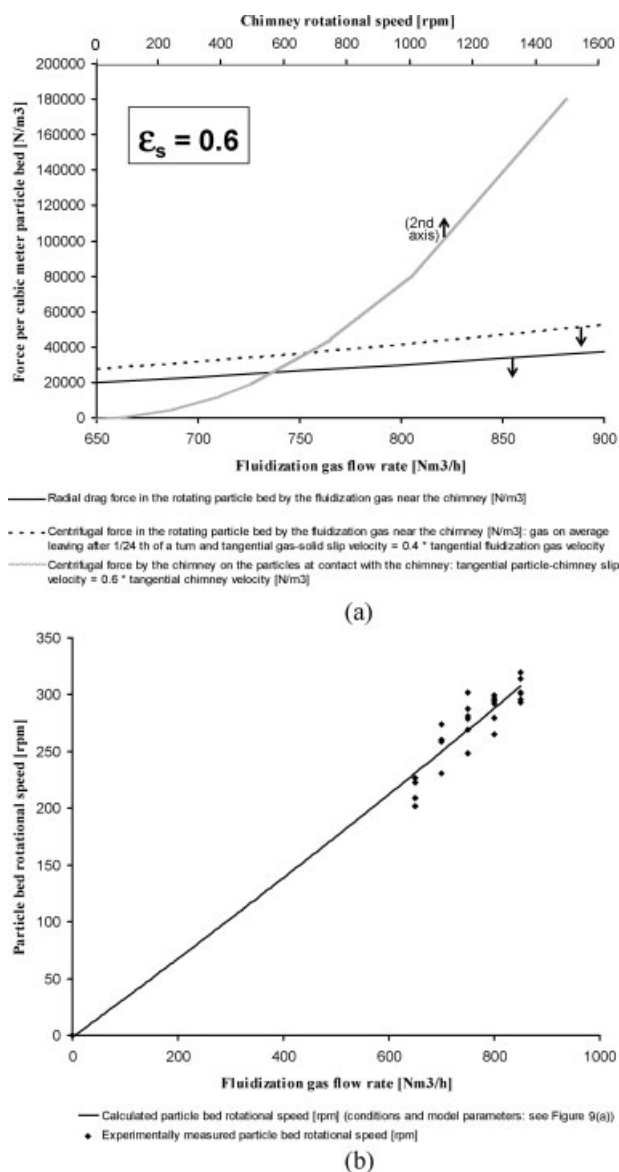 Chimney rotational speed [rpm]
0 200 400 600 800 1000 1200 1400 1600
200000
180000
160000
140000
120000
100000
80000
60000
40000
20000
0
Force per cubic meter particle bed [N/m3]
εs = 0.6
(2nd
axis)
650 700 750 800 850 900
Fluidization gas flow rate [Nm3/h]
Radial drag force in the rotating particle bed by the fluidization gas near the chimney [N/m3]
Centrifugal force in the rotating particle bed by the fluidization gas near the chimney [N/m3]: gas on average
leaving after 1/24 th of a turn and tangential gas-solid slip velocity = 0.4 * tangential fluidization gas velocity
Centrifugal force by the chimney on the particles at contact with the chimney: tangential particle-chimney slip
velocity = 0.6 * tangential chimney velocity [N/m3]
(a)
350
300
250
200
150
100
50
0
Particle bed rotational speed [rpm]
0 200 400 600 800 1000
Fluidization gas flow rate [Nm3/h]
Calculated particle bed rotational speed [rpm] (conditions and model parameters: see Figure 9(a))
Experimentally measured particle bed rotational speed [rpm]
(b)